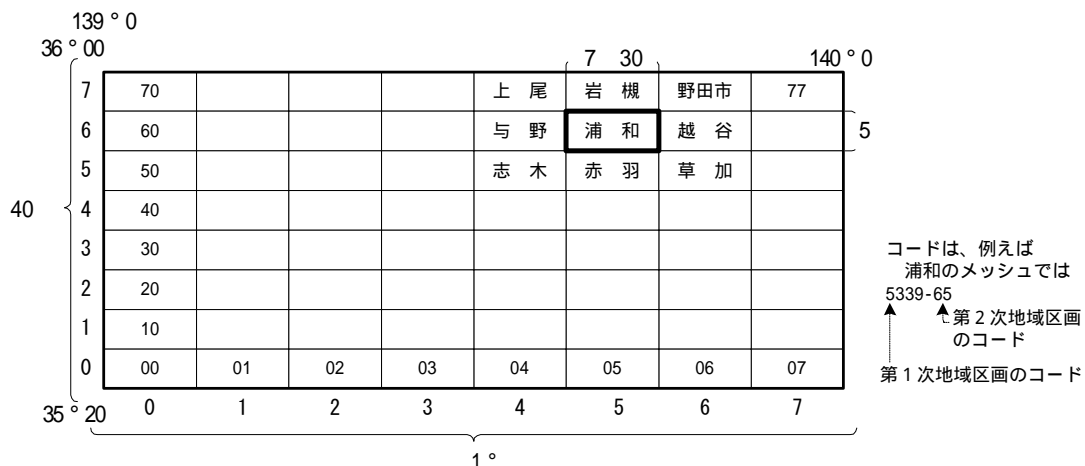 139 ° 0
36 ° 00
7 30
140 ° 0
7 70 上 尾 岩 槻 野田市 77
6 60 与 野 浦 和 越 谷 5
5 50 志 木 赤 羽 草 加
40 4 40
3 30
2 20
1 10
0 00 01 02 03 04 05 06 07
35 ° 20 0 1 2 3 4 5 6 7
1 °
コードは、例えば
浦和のメッシュでは
5339-65
第2次地域区画
のコード
第1次地域区画のコード